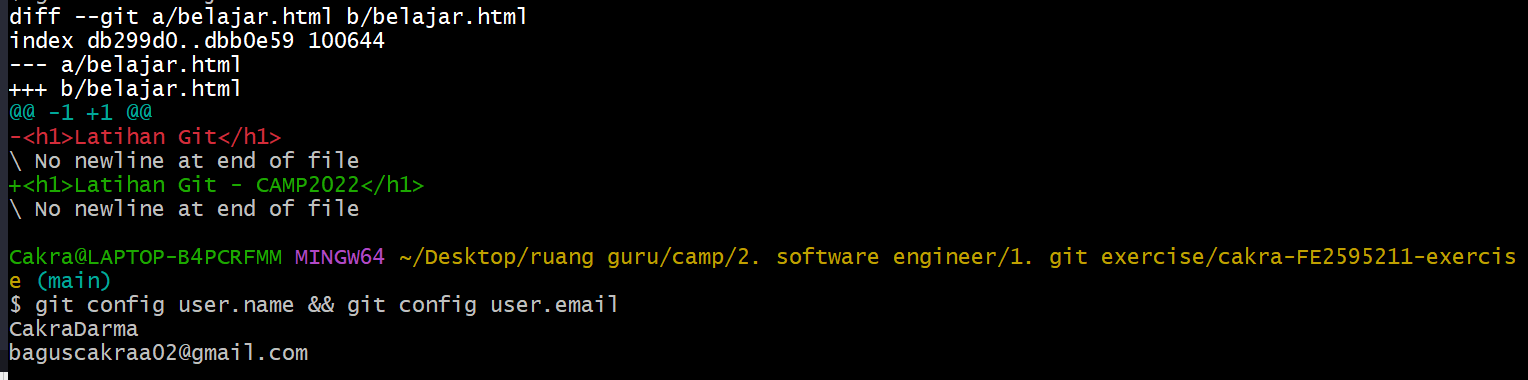 diff --git a/belajar.html b/belajar.html
index db299d0..dbb0e59 100644
--- a/belajar.html
+++ b/belajar.html
@@ -1 +1 @@
-<h1>Latihan Git</h1>
\ No newline at end of file
+<h1>Latihan Git - CAMP2022</h1>
\ No newline at end of file
Cakra@LAPTOP-B4PCRFMM MINGW64 ~/Desktop/ruang guru/camp/2. software engineer/1. git exercise/cakra-FE2595211-exercis
e (main)
$ git config user.name && git config user.email
CakraDarma
baguscakraa02@gmail.com